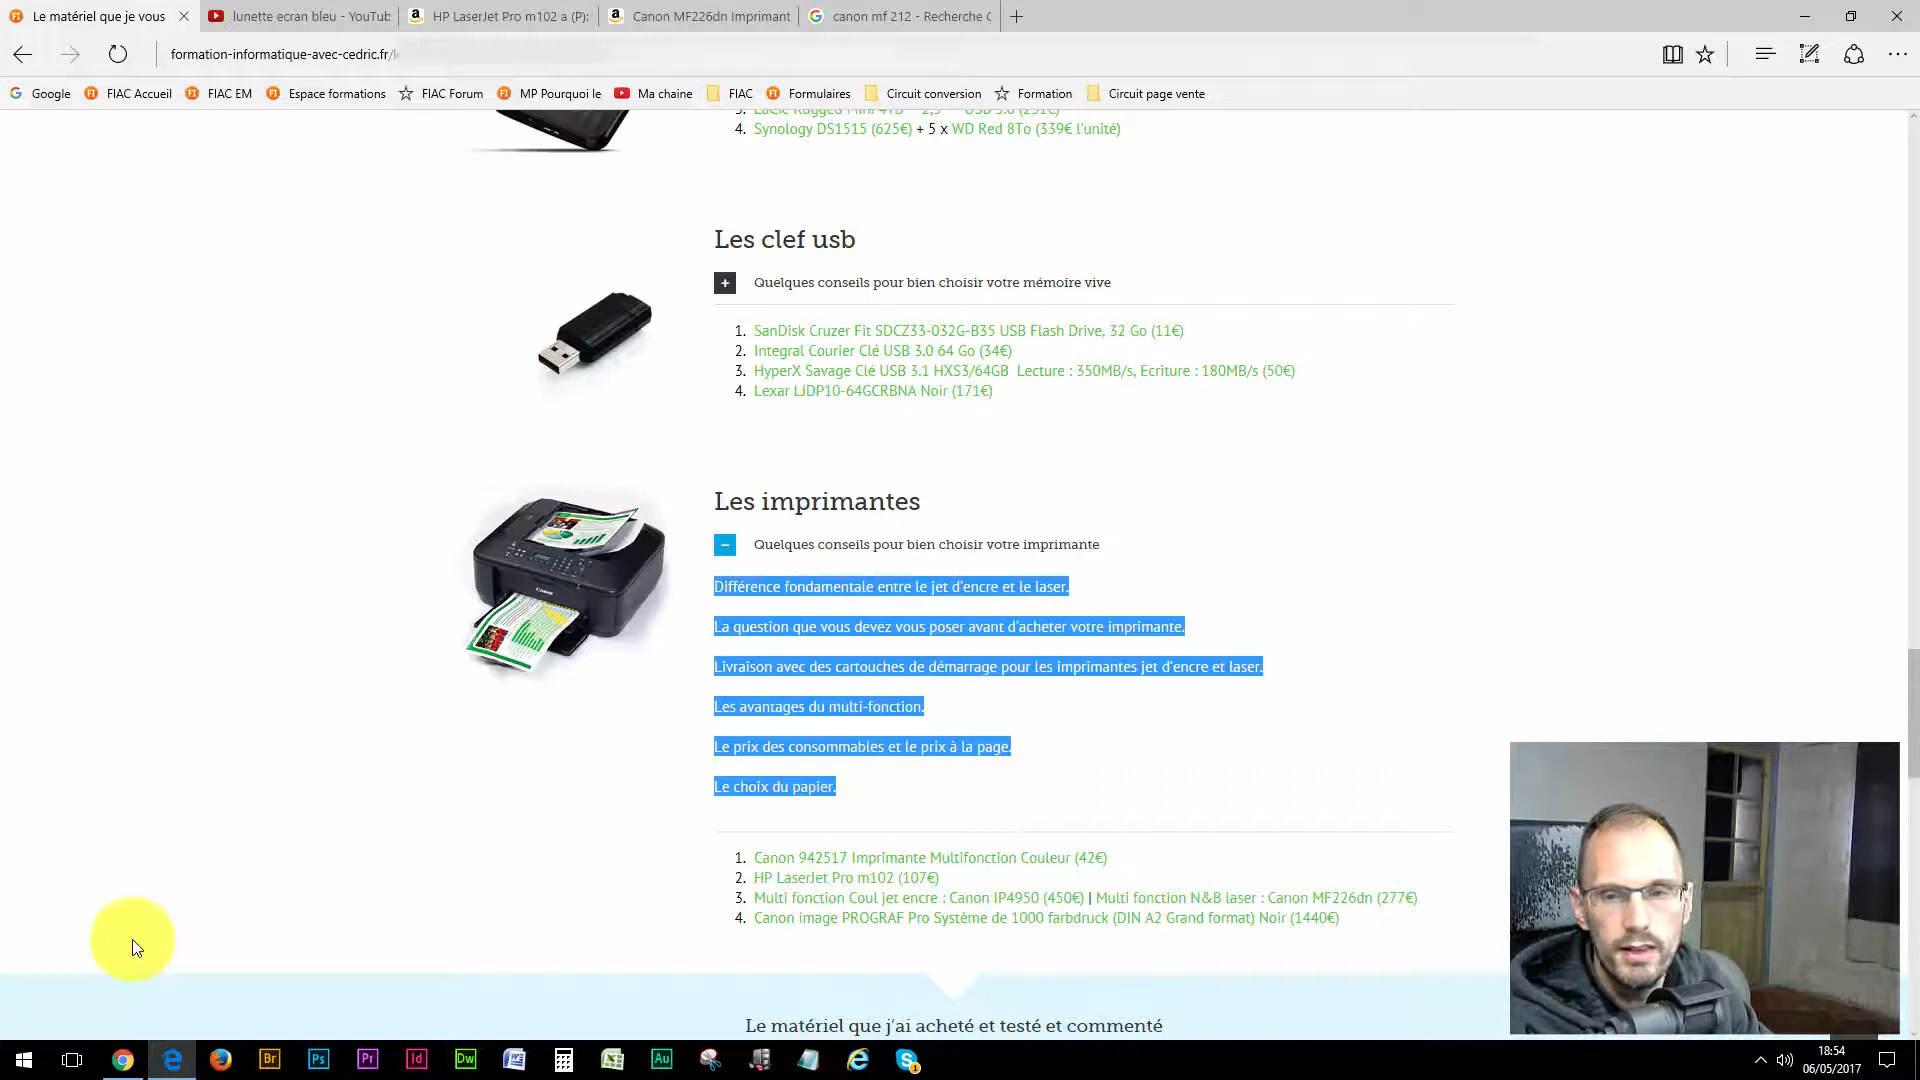 Le matériel que je vous
lunette ecran bleu - YouTub
HP LaserJet Pro m102 a (P):
Canon MF226dn Imprimant
canon mf 212 - Recherche G
formation-informatique-avec-cedric.fr/
Google
FIAC Accueil
FIAC EM
Espace formations
FIAC Forum
MP Pourquoi le
Ma chaine
FIAC
Formulaires
Circuit conversion
Formation
Circuit page vente
4. Synology DS1515 (625€) + 5 x WD Red 8To (339€ l'unité)
Les clef usb
+ Quelques conseils pour bien choisir votre mémoire vive
1. SanDisk Cruzer Fit SDCZ33-032G-B35 USB Flash Drive, 32 Go (11€)
2. Integral Courier Clé USB 3.0 64 Go (34€)
3. HyperX Savage Clé USB 3.1 HXS3/64GB Lecture : 350MB/s, Ecriture : 180MB/s (50€)
4. Lexar LJDP10-64GCRBNA Noir (171€)
Les imprimantes
− Quelques conseils pour bien choisir votre imprimante
Différence fondamentale entre le jet d'encre et le laser.
La question que vous devez vous poser avant d'acheter votre imprimante.
Livraison avec des cartouches de démarrage pour les imprimantes jet d'encre et laser.
Les avantages du multi-fonction.
Le prix des consommables et le prix à la page.
Le choix du papier.
1. Canon 942517 Imprimante Multifonction Couleur (42€)
2. HP LaserJet Pro m102 (107€)
3. Multi fonction Coul jet encre : Canon IP4950 (450€) | Multi fonction N&B laser : Canon MF226dn (277€)
4. Canon image PROGRAF Pro Système de 1000 farbdruck (DIN A2 Grand format) Noir (1440€)
Le matériel que j'ai acheté et testé et commenté
Br
Ps
Pr
Id
Dw
Au
18:54
06/05/2017